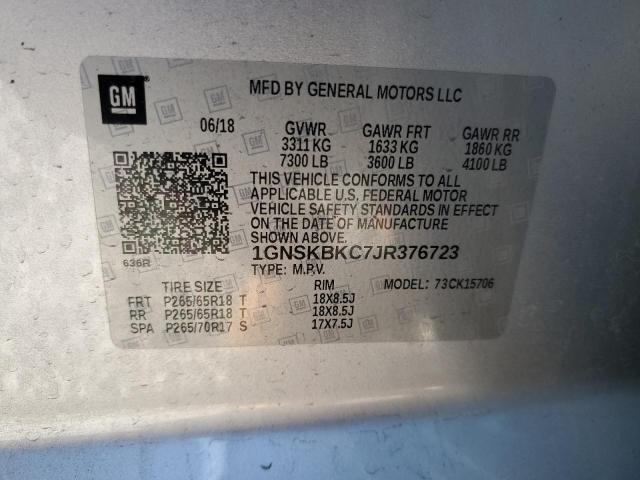 GM
MFD BY GENERAL MOTORS LLC
06/18 GVWR GAWR FRT GAWR RR
3311 KG 1633 KG 1860 KG
7300 LB 3600 LB 4100 LB
THIS VEHICLE CONFORMS TO ALL
APPLICABLE U.S. FEDERAL MOTOR
VEHICLE SAFETY STANDARDS IN EFFECT
ON THE DATE OF MANUFACTURE
SHOWN ABOVE.
636R
1GNSKBKC7JR376723
TYPE: M.P.V. MODEL: 73CK15706
TIRE SIZE RIM
FRT P265/65R18 T 18X8.5J
RR P265/65R18 T 18X8.5J
SPA P265/70R17 S 17X7.5J